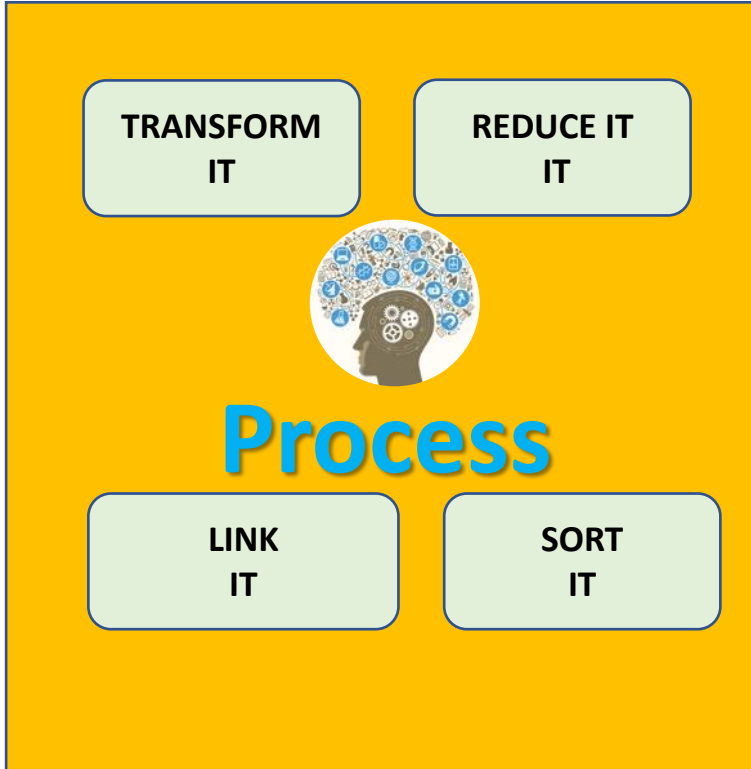 TRANSFORM
IT
REDUCE IT
IT
Process
LINK
IT
SORT
IT